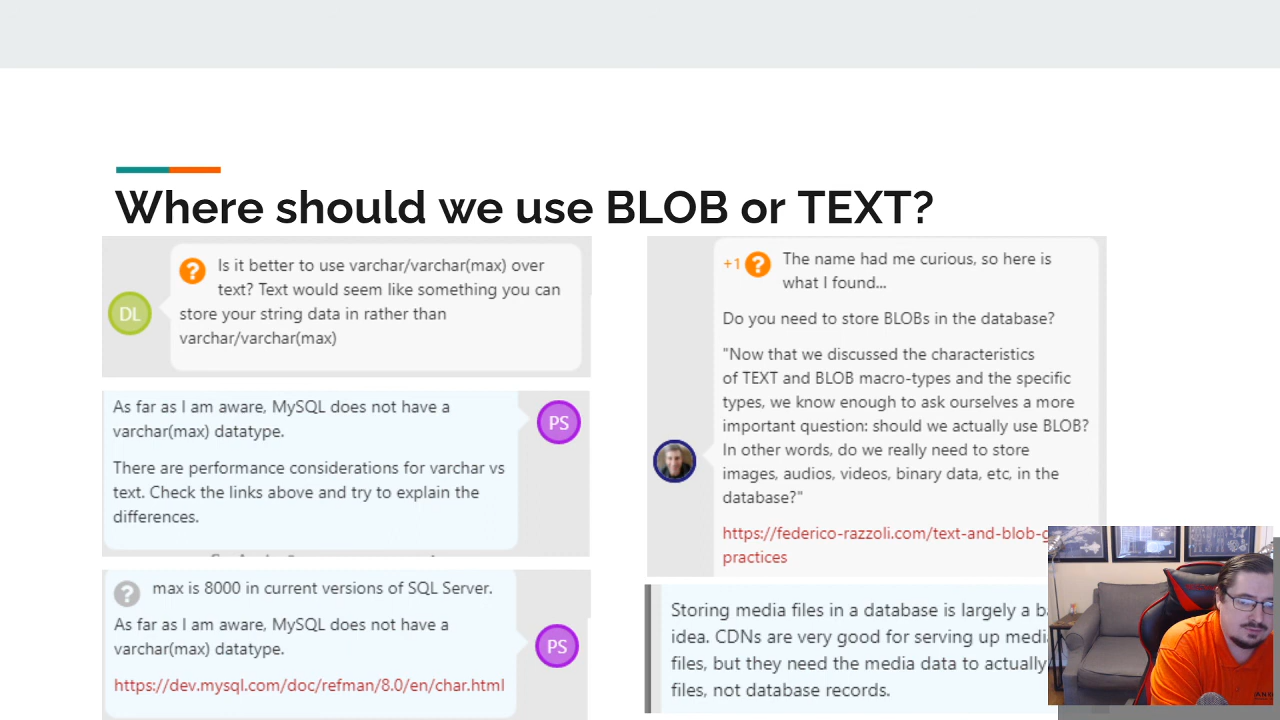 Where should we use BLOB or TEXT?
? Is it better to use varchar/varchar(max) over
text? Text would seem like something you can
store your string data in rather than
varchar/varchar(max)
DL
As far as I am aware, MySQL does not have a
varchar(max) datatype.
PS
There are performance considerations for varchar vs
text. Check the links above and try to explain the
differences.
? max is 8000 in current versions of SQL Server.
As far as I am aware, MySQL does not have a
varchar(max) datatype.
PS
https://dev.mysql.com/doc/refman/8.0/en/char.html
+1 ? The name had me curious, so here is
what I found...
Do you need to store BLOBs in the database?
"Now that we discussed the characteristics
of TEXT and BLOB macro-types and the specific
types, we know enough to ask ourselves a more
important question: should we actually use BLOB?
In other words, do we really need to store
images, audios, videos, binary data, etc, in the
database?"
https://federico-razzoli.com/text-and-blob-g
practices
Storing media files in a database is largely a b
idea. CDNs are very good for serving up medi
files, but they need the media data to actually
files, not database records.